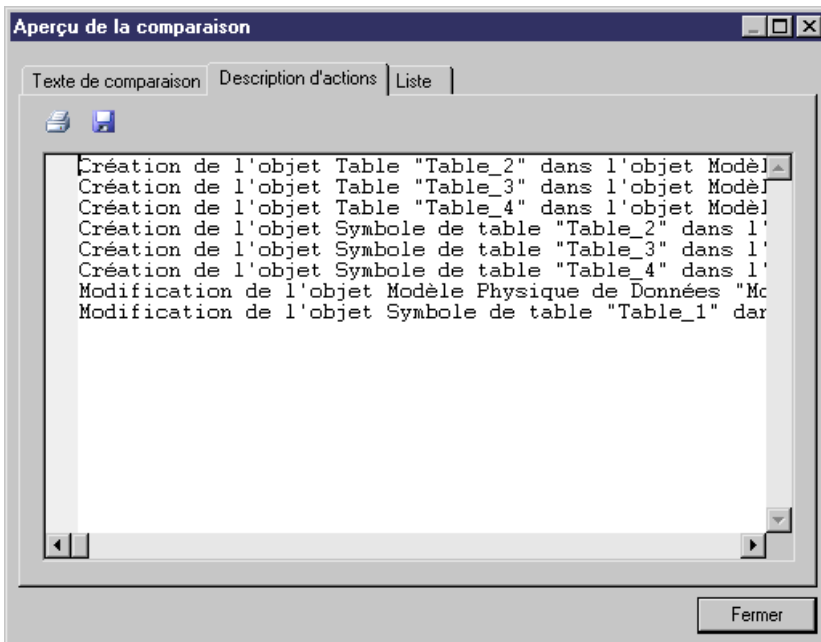 Aperçu de la comparaison
Texte de comparaison Description d'actions Liste
Création de l'objet Table "Table_2" dans l'objet Modèl
Création de l'objet Table "Table_3" dans l'objet Modèl
Création de l'objet Table "Table_4" dans l'objet Modèl
Création de l'objet Symbole de table "Table_2" dans l'
Création de l'objet Symbole de table "Table_3" dans l'
Création de l'objet Symbole de table "Table_4" dans l'
Modification de l'objet Modèle Physique de Données "Mo
Modification de l'objet Symbole de table "Table_1" dan
Fermer